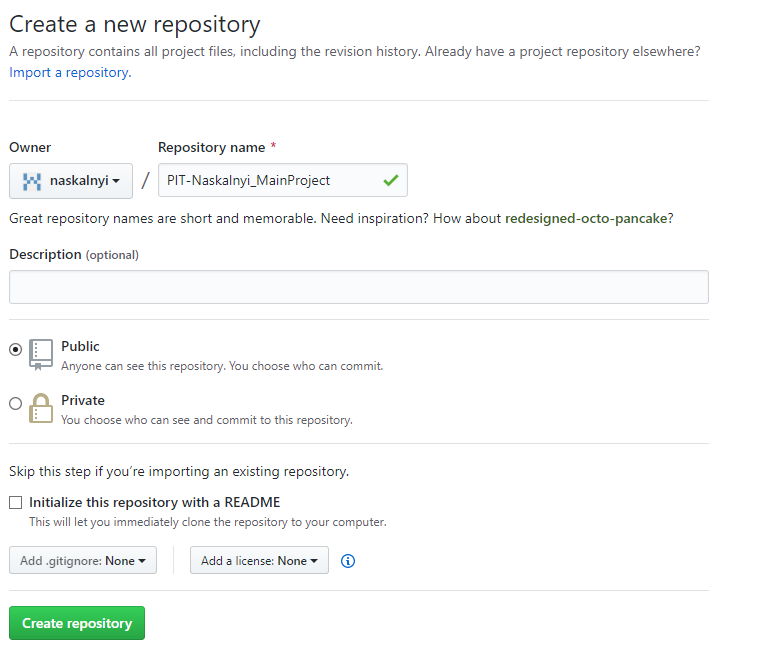 Create a new repository
A repository contains all project files, including the revision history. Already have a project repository elsewhere?
Import a repository.
Owner
Repository name *
naskalnyi
/
PIT-Naskalnyi_MainProject
Great repository names are short and memorable. Need inspiration? How about redesigned-octo-pancake?
Description (optional)
Public
Anyone can see this repository. You choose who can commit.
Private
You choose who can see and commit to this repository.
Skip this step if you’re importing an existing repository.
Initialize this repository with a README
This will let you immediately clone the repository to your computer.
Add .gitignore: None
Add a license: None
Create repository